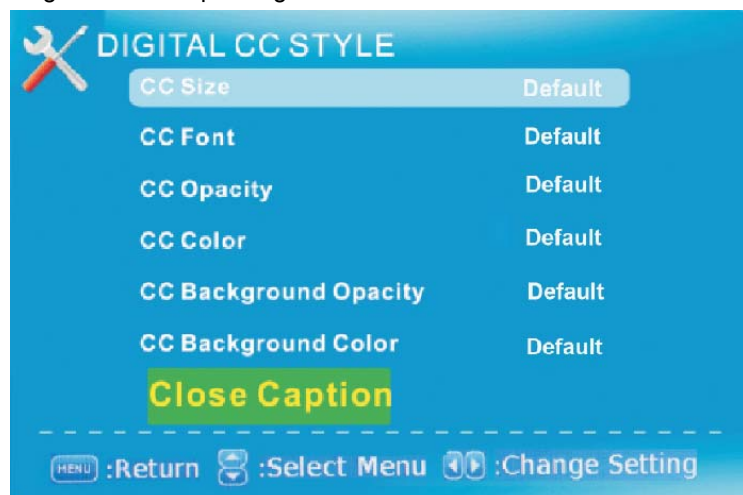 DIGITAL CC STYLE
CC Size Default
CC Font Default
CC Opacity Default
CC Color Default
CC Background Opacity Default
CC Background Color Default
Close Caption
MENU :Return :Select Menu :Change Setting